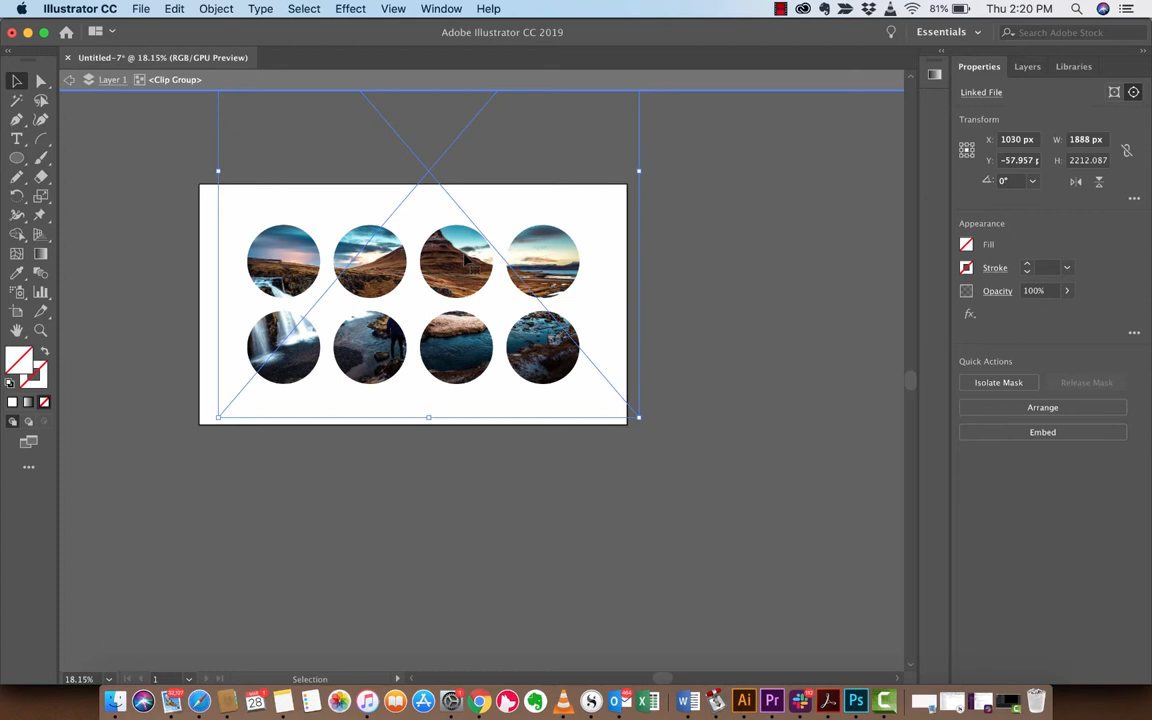 Illustrator CC File Edit Object Type Select Effect View Window Help 81% Thu 2:20 PM
Adobe Illustrator CC 2019 Essentials Search Adobe Stock
× Untitled-7* @ 18.15% (RGB/GPU Preview)
Layer 1 <Clip Group>
Properties Layers Libraries
Linked File
Transform
X: 1030 px W: 1888 px
Y: -57.957 p H: 2212.087
0°
Appearance
Fill
Stroke
Opacity 100%
fx.
Quick Actions
Isolate Mask Release Mask
Arrange
Embed
18.15% 1 Selection